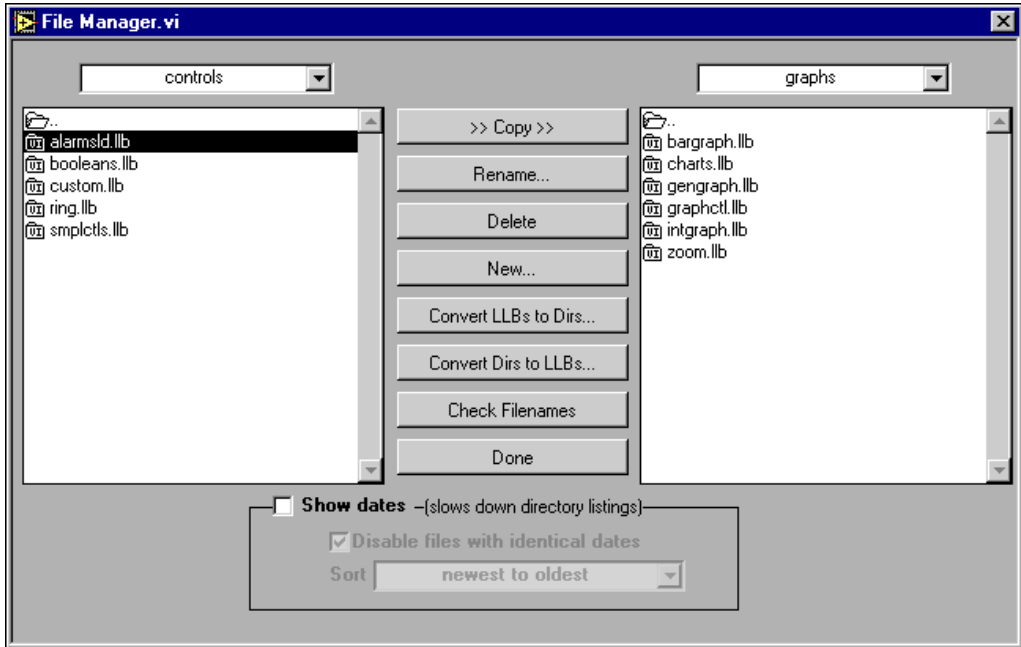 File Manager.vi
controls
graphs
..
alarmsld.llb
booleans.llb
custom.llb
ring.llb
smplctls.llb
>> Copy >>
Rename...
Delete
New...
Convert LLBs to Dirs...
Convert Dirs to LLBs...
Check Filenames
Done
..
bargraph.llb
charts.llb
gengraph.llb
graphctl.llb
intgraph.llb
zoom.llb
Show dates –(slows down directory listings)
Disable files with identical dates
Sort newest to oldest